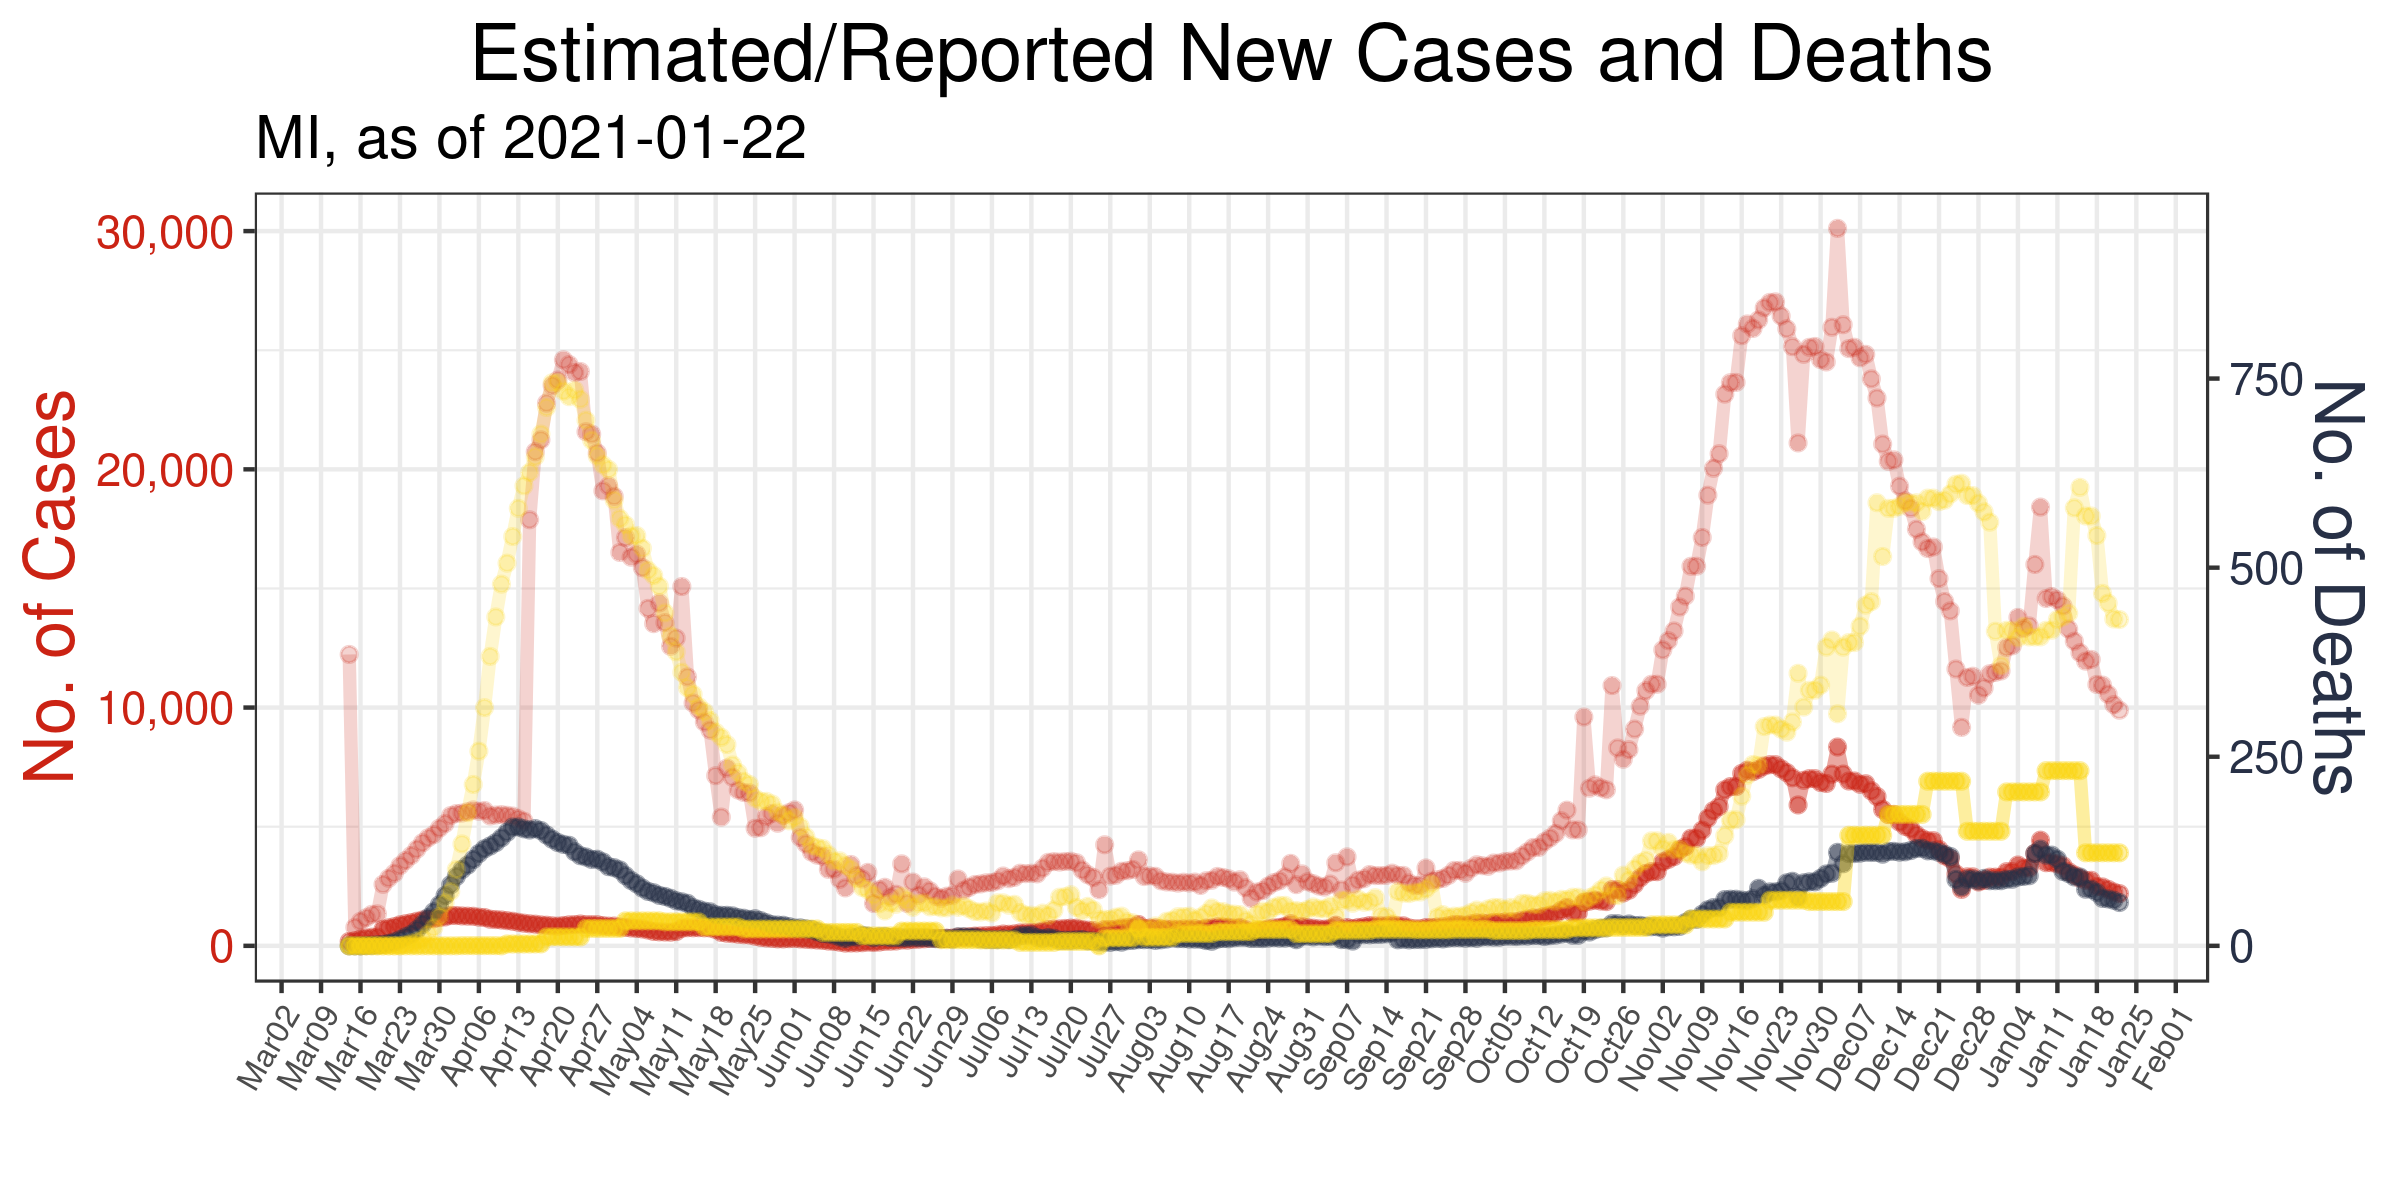 Estimated/Reported New Cases and Deaths
MI, as of 2021-01-22
No. of Cases
30,000
20,000
10,000
0
750
500
250
0
No. of Deaths
Mar02
Mar09
Mar16
Mar23
Mar30
Apr06
Apr13
Apr20
Apr27
May04
May11
May18
May25
Jun01
Jun08
Jun15
Jun22
Jun29
Jul06
Jul13
Jul20
Jul27
Aug03
Aug10
Aug17
Aug24
Aug31
Sep07
Sep14
Sep21
Sep28
Oct05
Oct12
Oct19
Oct26
Nov02
Nov09
Nov16
Nov23
Nov30
Dec07
Dec14
Dec21
Dec28
Jan04
Jan11
Jan18
Jan25
Feb01